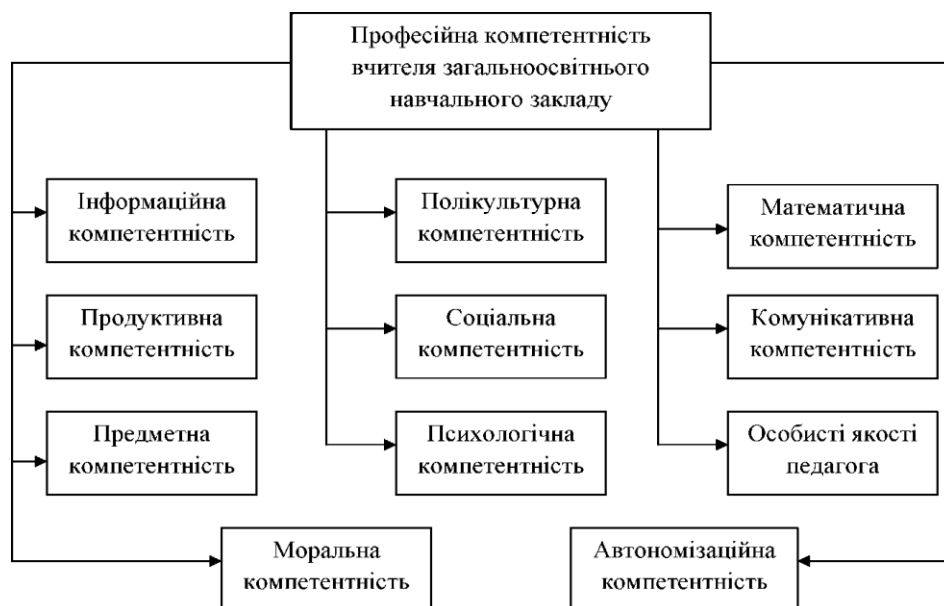 Професійна компетентність
вчителя загальноосвітнього
навчального закладу
Інформаційна
компетентність
Полікультурна
компетентність
Математична
компетентність
Продуктивна
компетентність
Соціальна
компетентність
Комунікативна
компетентність
Предметна
компетентність
Психологічна
компетентність
Особисті якості
педагога
Моральна
компетентність
Автономізаційна
компетентність